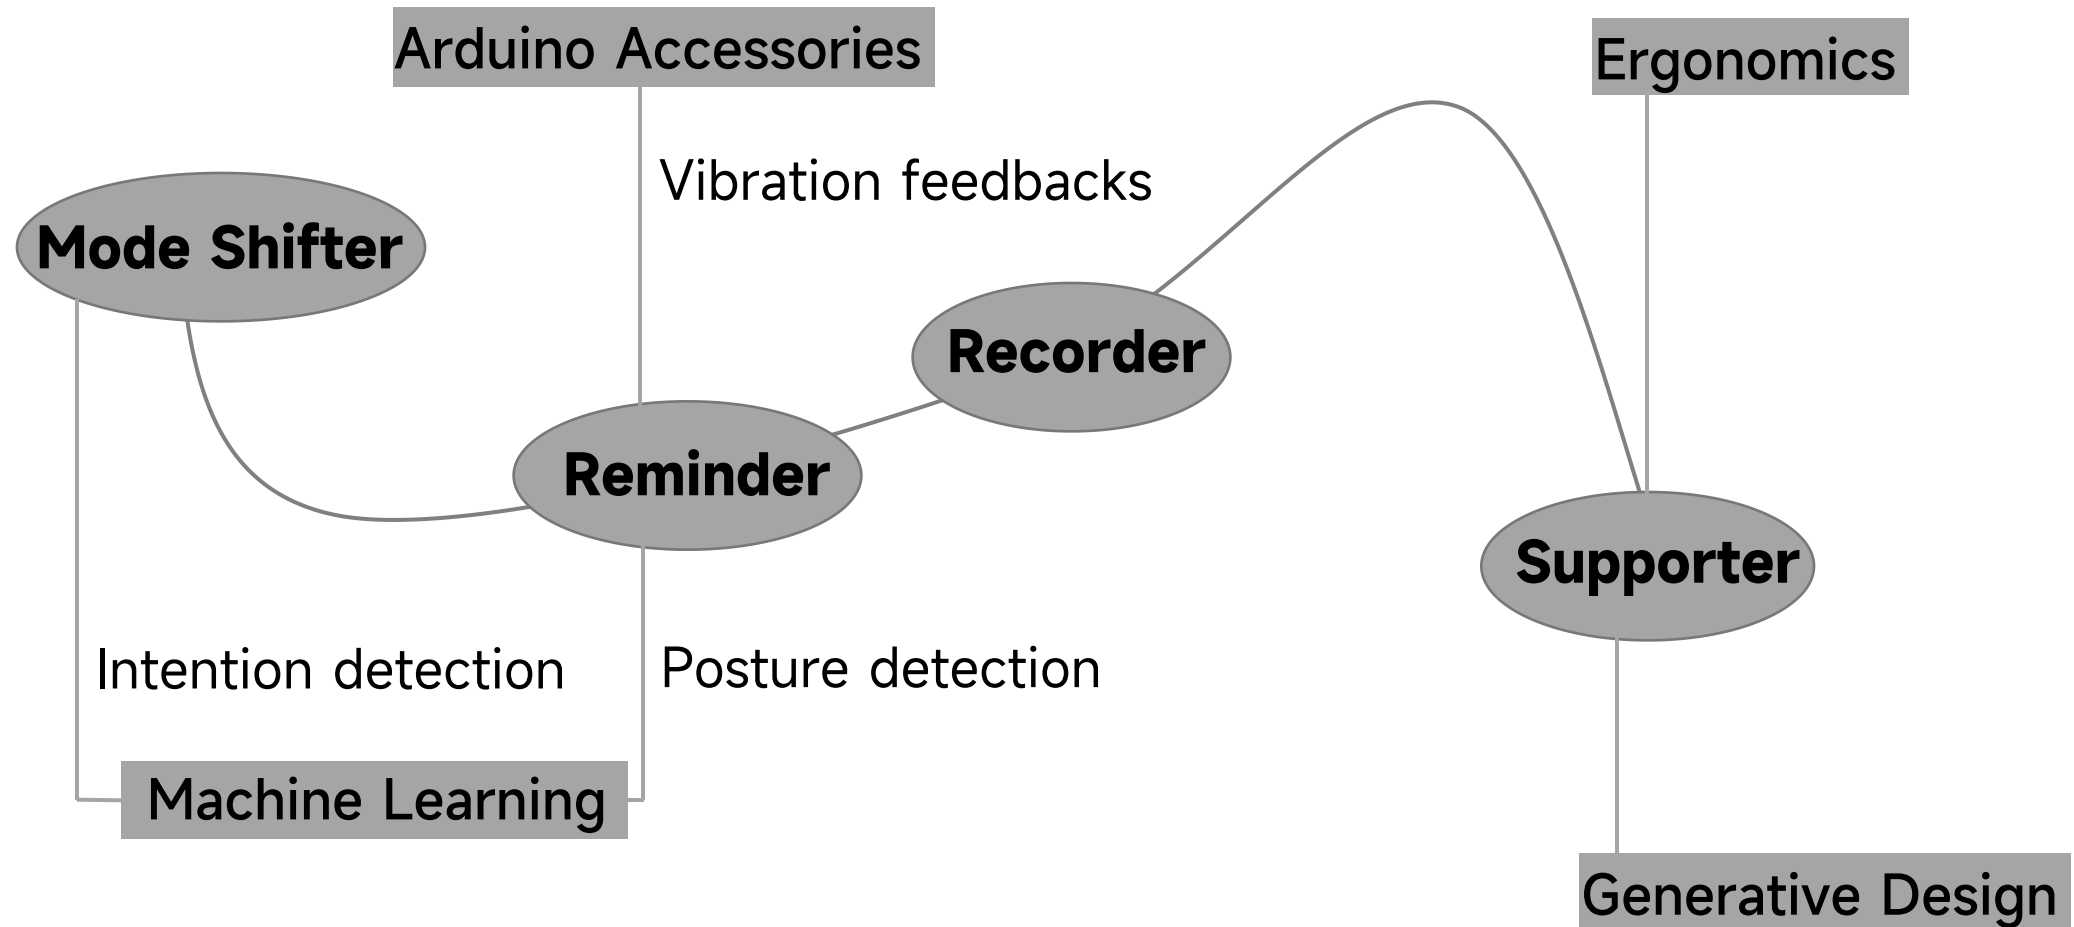 Arduino Accessories
Ergonomics
Vibration feedbacks
Mode Shifter
Recorder
Reminder
Supporter
Intention detection
Posture detection
Machine Learning
Generative Design